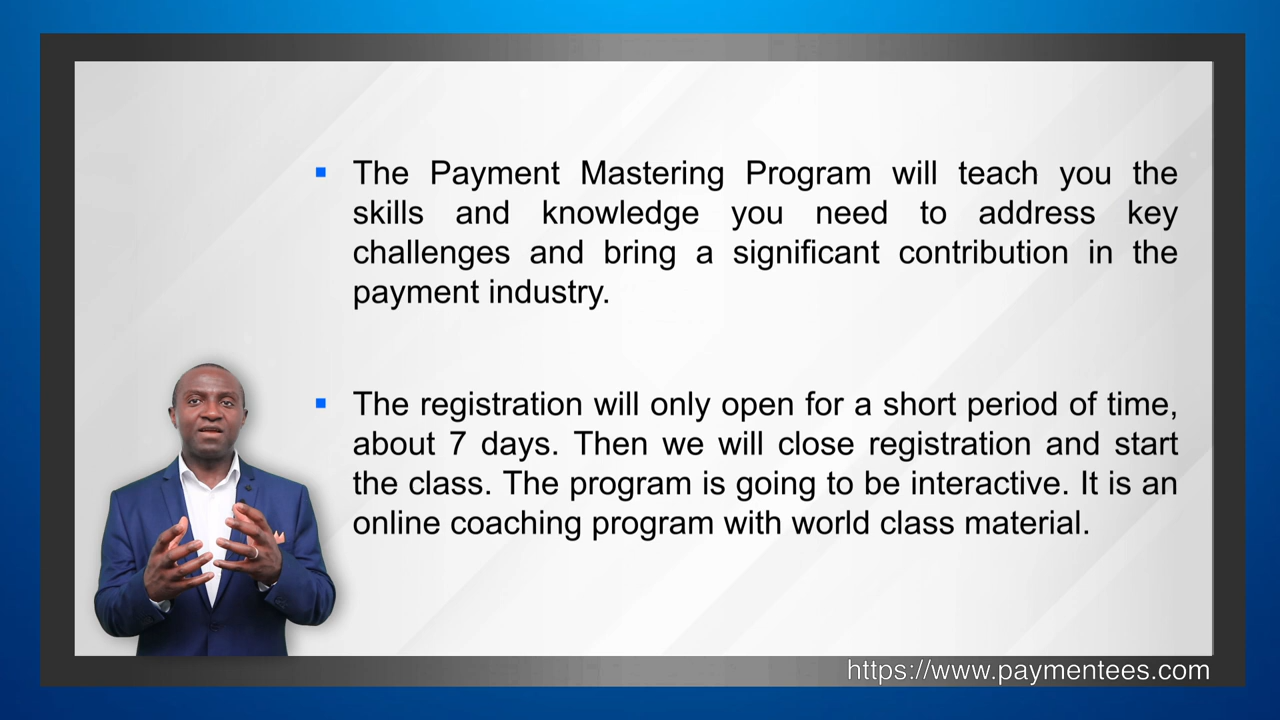 The Payment Mastering Program will teach you the
skills and knowledge you need to address key
challenges and bring a significant contribution in the
payment industry.
The registration will only open for a short period of time,
about 7 days. Then we will close registration and start
the class. The program is going to be interactive. It is an
online coaching program with world class material.
https://www.paymentees.com